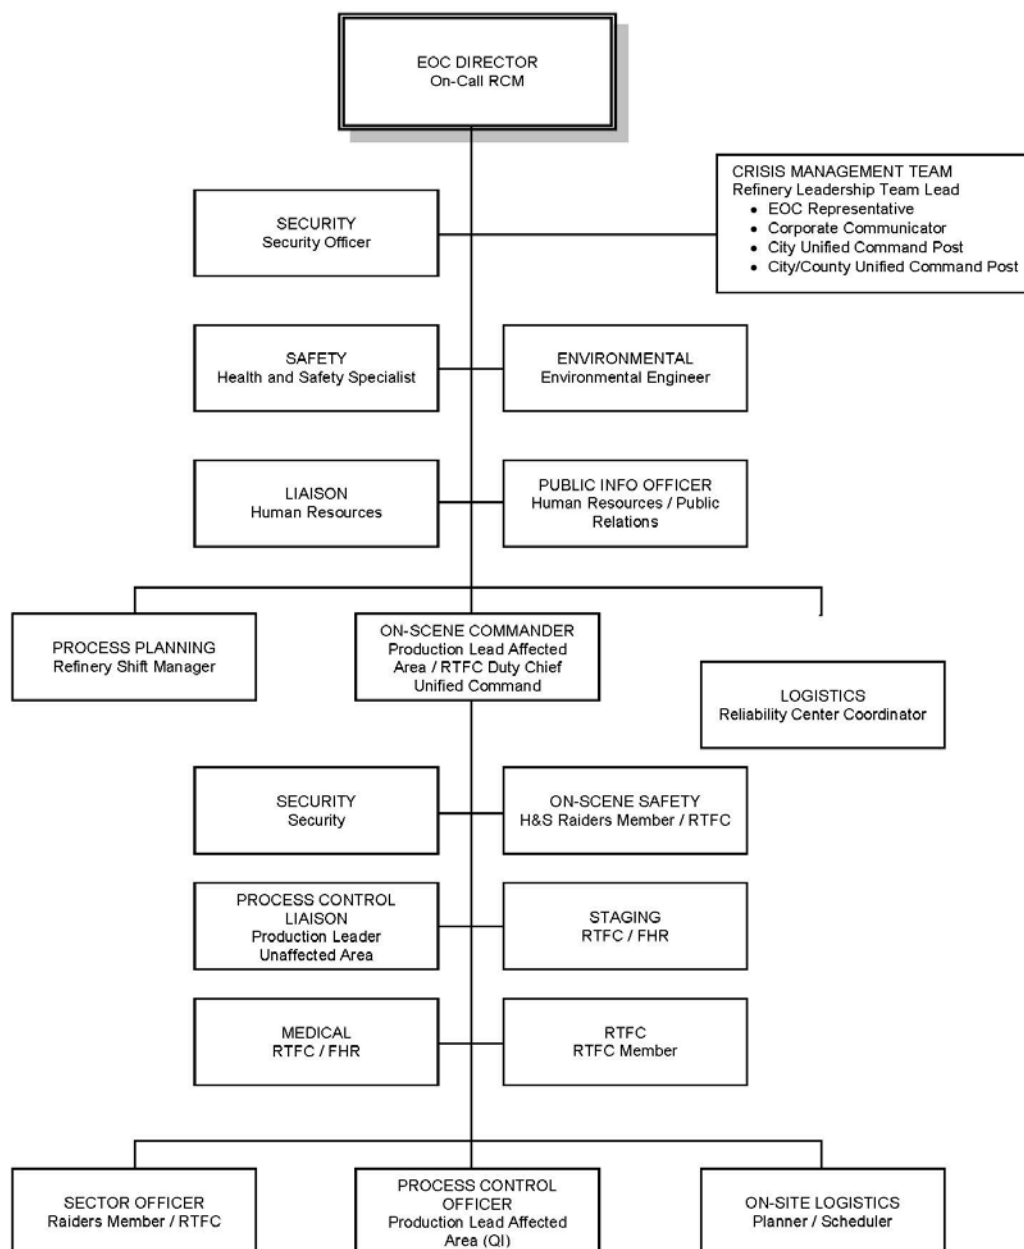 EOC DIRECTOR
On-Call RCM
CRISIS MANAGEMENT TEAM
Refinery Leadership Team Lead
• EOC Representative
• Corporate Communicator
• City Unified Command Post
• City/County Unified Command Post
SECURITY
Security Officer
SAFETY
Health and Safety Specialist
ENVIRONMENTAL
Environmental Engineer
LIAISON
Human Resources
PUBLIC INFO OFFICER
Human Resources / Public
Relations
PROCESS PLANNING
Refinery Shift Manager
ON-SCENE COMMANDER
Production Lead Affected
Area / RTFC Duty Chief
Unified Command
LOGISTICS
Reliability Center Coordinator
SECURITY
Security
ON-SCENE SAFETY
H&S Raiders Member / RTFC
PROCESS CONTROL
LIAISON
Production Leader
Unaffected Area
STAGING
RTFC / FHR
MEDICAL
RTFC / FHR
RTFC
RTFC Member
SECTOR OFFICER
Raiders Member / RTFC
PROCESS CONTROL
OFFICER
Production Lead Affected
Area (QI)
ON-SITE LOGISTICS
Planner / Scheduler